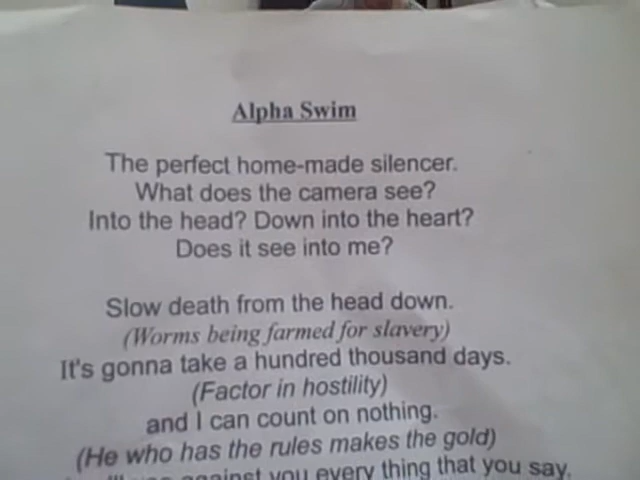 Alpha Swim
The perfect home-made silencer.
What does the camera see?
Into the head? Down into the heart?
Does it see into me?
Slow death from the head down.
(Worms being farmed for slavery)
It's gonna take a hundred thousand days.
(Factor in hostility)
and I can count on nothing.
(He who has the rules makes the gold)
against you every thing that you say.